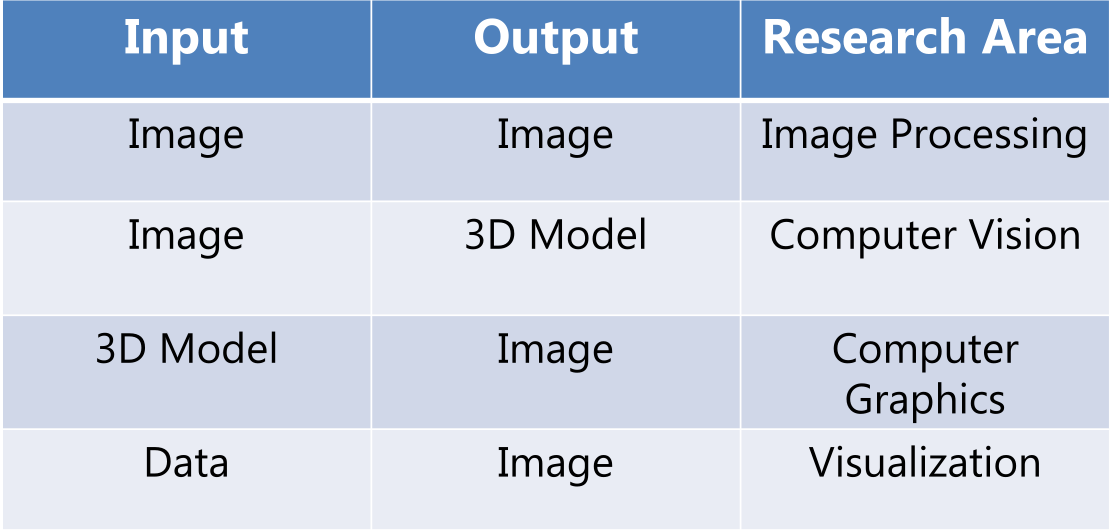 Input Output Research Area
Image Image Image Processing
Image 3D Model Computer Vision
3D Model Image Computer
Graphics
Data Image Visualization